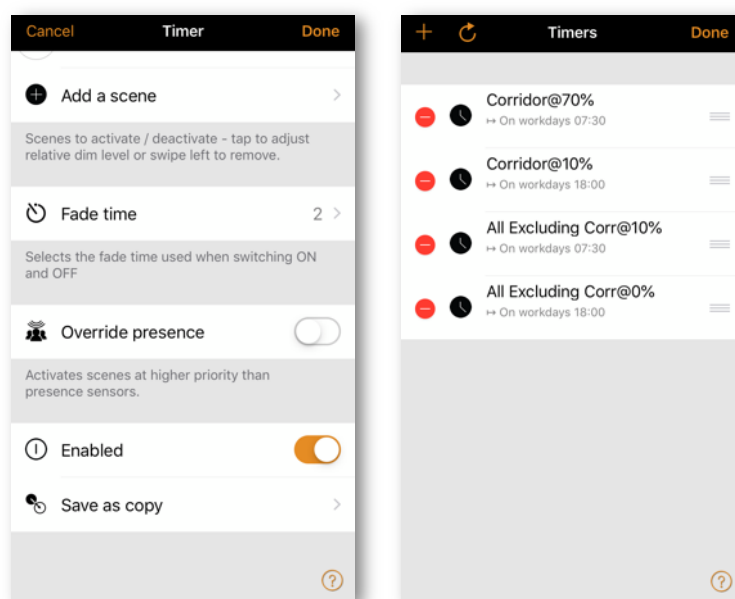 Cancel Timer Done
Add a scene
Scenes to activate / deactivate - tap to adjust
relative dim level or swipe left to remove.
Fade time 2
Selects the fade time used when switching ON
and OFF
Override presence
Activates scenes at higher priority than
presence sensors.
Enabled
Save as copy
?
+ Timers Done
Corridor@70%
↦ On workdays 07:30
Corridor@10%
↦ On workdays 18:00
All Excluding Corr@10%
↦ On workdays 07:30
All Excluding Corr@0%
↦ On workdays 18:00
?